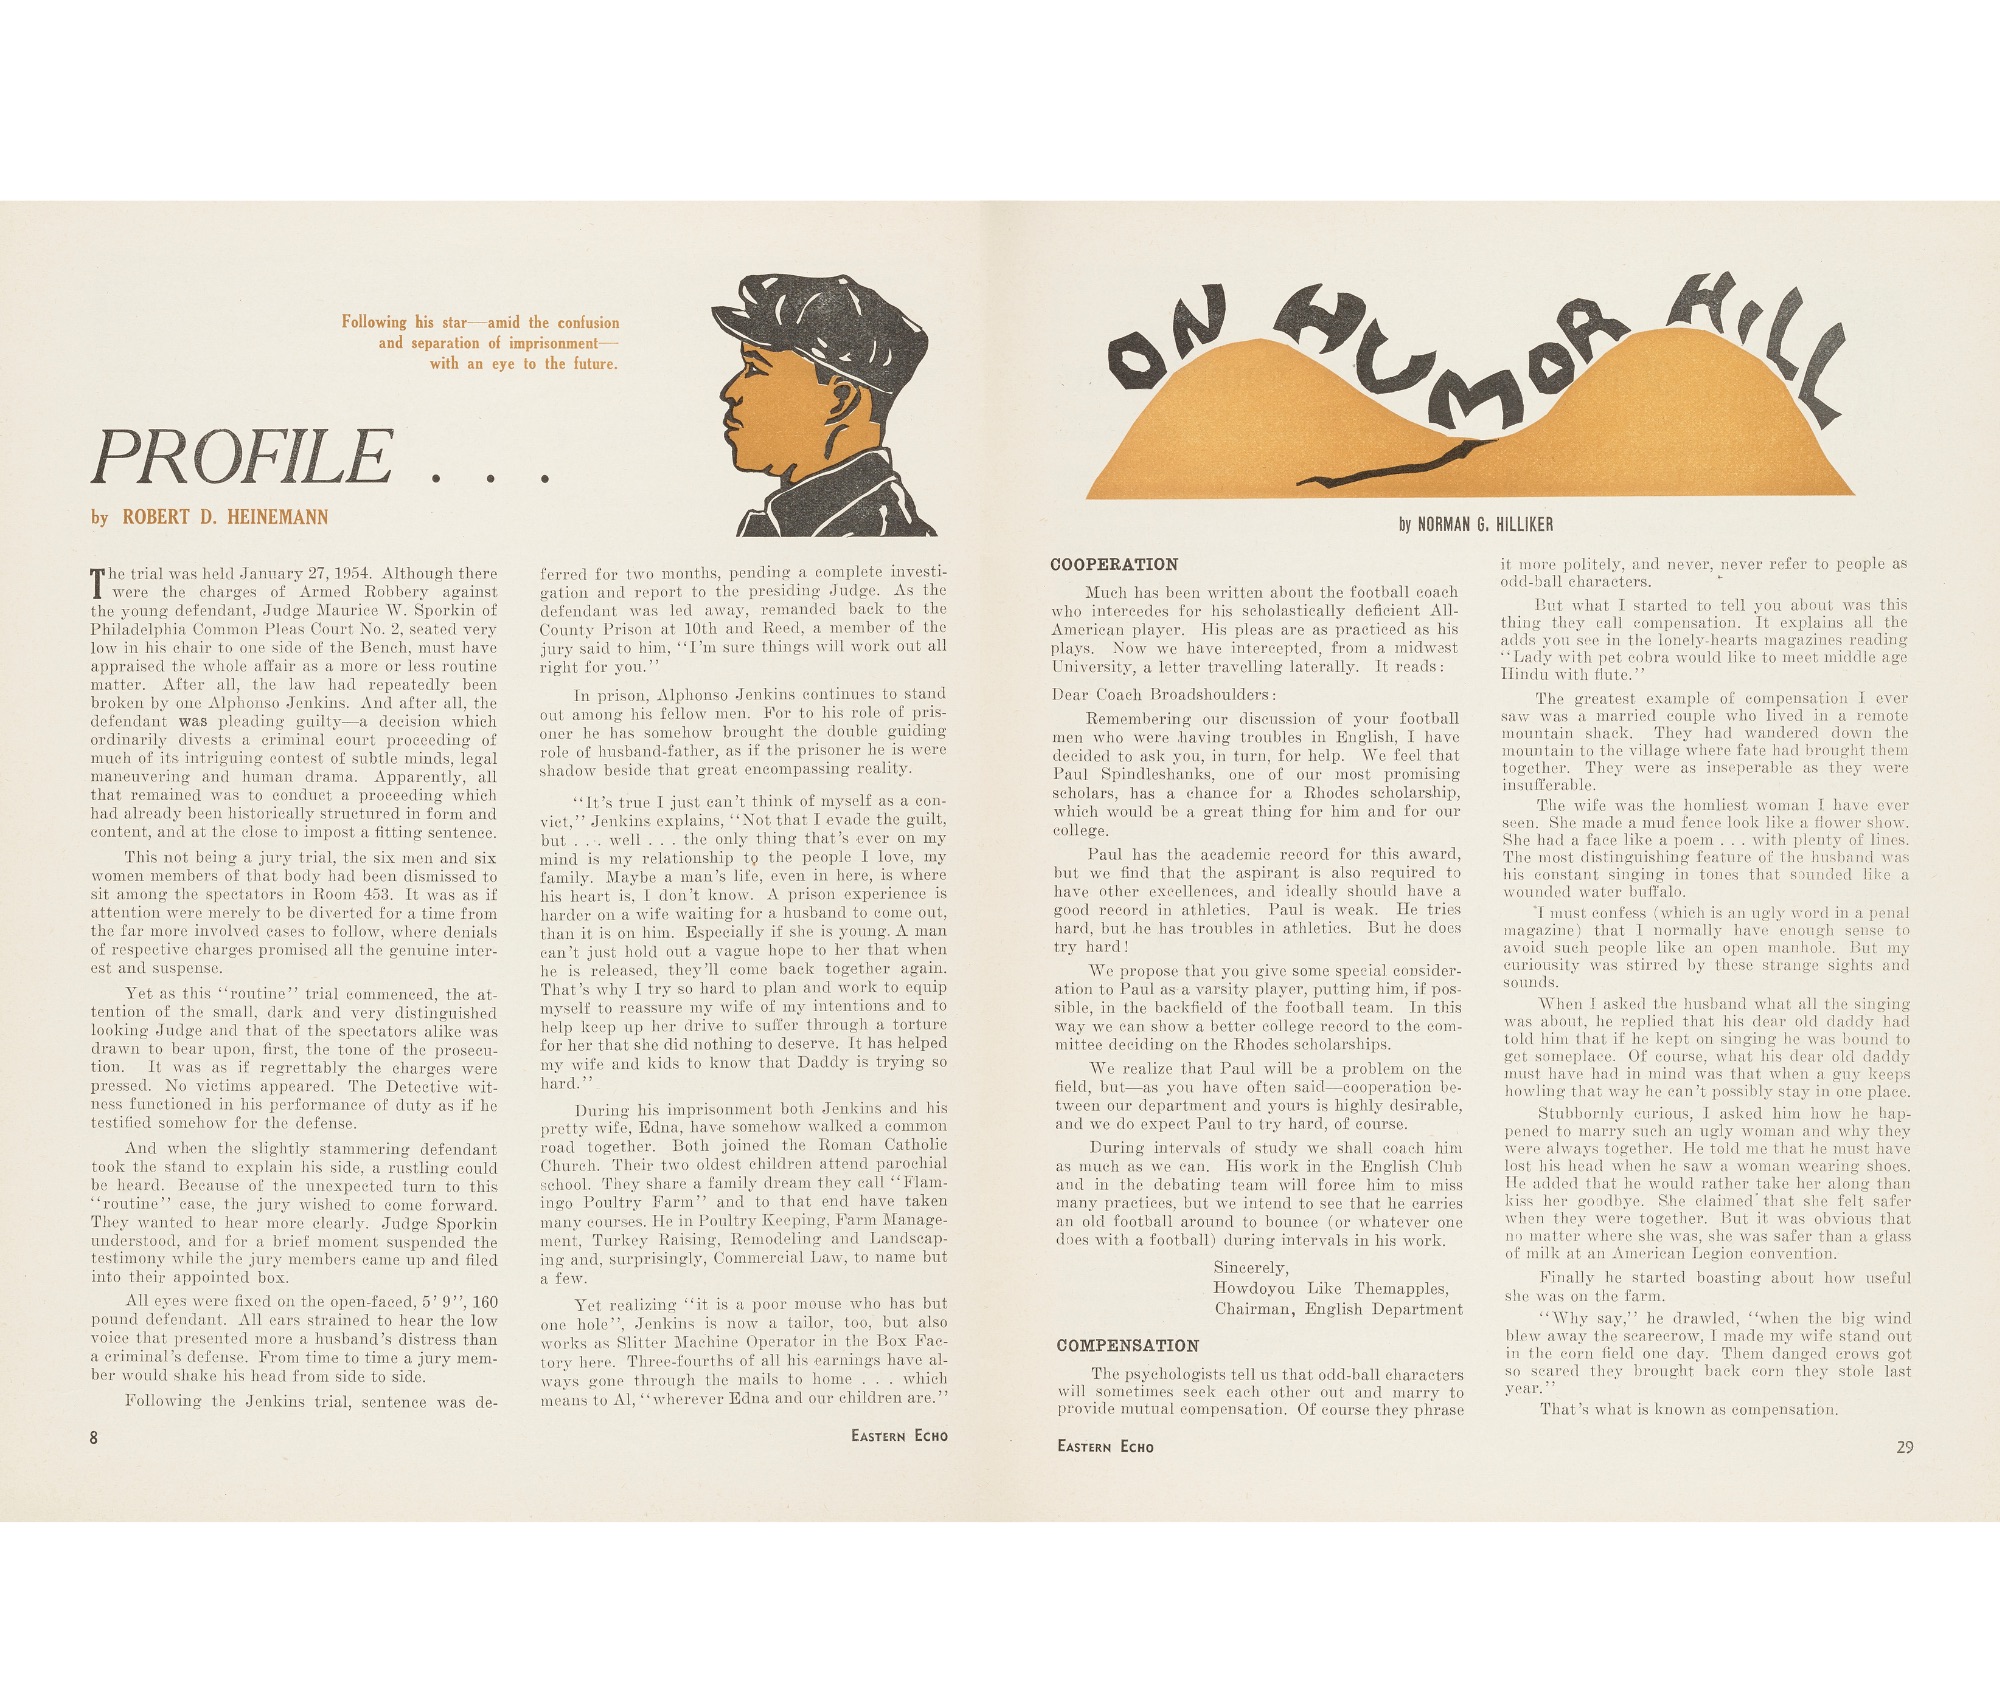 Following his star—amid the confusion
and separation of imprisonment—
with an eye to the future.
PROFILE . . .
by ROBERT D. HEINEMANN
The trial was held January 27, 1954. Although there
were the charges of Armed Robbery against
the young defendant, Judge Maurice W. Sporkin of
Philadelphia Common Pleas Court No. 2, seated very
low in his chair to one side of the Bench, must have
appraised the whole affair as a more or less routine
matter. After all, the law had repeatedly been
broken by one Alphonso Jenkins. And after all, the
defendant was pleading guilty—a decision which
ordinarily divests a criminal court proceeding of
much of its intriguing contest of subtle minds, legal
maneuvering and human drama. Apparently, all
that remained was to conduct a proceeding which
had already been historically structured in form and
content, and at the close to impost a fitting sentence.
This not being a jury trial, the six men and six
women members of that body had been dismissed to
sit among the spectators in Room 453. It was as if
attention were merely to be diverted for a time from
the far more involved cases to follow, where denials
of respective charges promised all the genuine inter-
est and suspense.
Yet as this "routine" trial commenced, the at-
tention of the small, dark and very distinguished
looking Judge and that of the spectators alike was
drawn to bear upon, first, the tone of the prosecu-
tion. It was as if regrettably the charges were
pressed. No victims appeared. The Detective wit-
ness functioned in his performance of duty as if he
testified somehow for the defense.
And when the slightly stammering defendant
took the stand to explain his side, a rustling could
be heard. Because of the unexpected turn to this
"routine" case, the jury wished to come forward.
They wanted to hear more clearly. Judge Sporkin
understood, and for a brief moment suspended the
testimony while the jury members came up and filed
into their appointed box.
All eyes were fixed on the open-faced, 5' 9", 160
pound defendant. All ears strained to hear the low
voice that presented more a husband's distress than
a criminal's defense. From time to time a jury mem-
ber would shake his head from side to side.
Following the Jenkins trial, sentence was de-
ferred for two months, pending a complete investi-
gation and report to the presiding Judge. As the
defendant was led away, remanded back to the
County Prison at 10th and Reed, a member of the
jury said to him, "I'm sure things will work out all
right for you."
In prison, Alphonso Jenkins continues to stand
out among his fellow men. For to his role of pris-
oner he has somehow brought the double guiding
role of husband-father, as if the prisoner he is were
shadow beside that great encompassing reality.
"It's true I just can't think of myself as a con-
vict," Jenkins explains, "Not that I evade the guilt,
but . . . well . . . the only thing that's ever on my
mind is my relationship to the people I love, my
family. Maybe a man's life, even in here, is where
his heart is, I don't know. A prison experience is
harder on a wife waiting for a husband to come out,
than it is on him. Especially if she is young. A man
can't just hold out a vague hope to her that when
he is released, they'll come back together again.
That's why I try so hard to plan and work to equip
myself to reassure my wife of my intentions and to
help keep up her drive to suffer through a torture
for her that she did nothing to deserve. It has helped
my wife and kids to know that Daddy is trying so
hard."
During his imprisonment both Jenkins and his
pretty wife, Edna, have somehow walked a common
road together. Both joined the Roman Catholic
Church. Their two oldest children attend parochial
school. They share a family dream they call "Flam-
ingo Poultry Farm" and to that end have taken
many courses. He in Poultry Keeping, Farm Manage-
ment, Turkey Raising, Remodeling and Landscap-
ing and, surprisingly, Commercial Law, to name but
a few.
Yet realizing "it is a poor mouse who has but
one hole", Jenkins is now a tailor, too, but also
works as Slitter Machine Operator in the Box Fac-
tory here. Three-fourths of all his earnings have al-
ways gone through the mails to home . . . which
means to Al, "wherever Edna and our children are."
8
EASTERN ECHO
ON HUMOR HILL
by NORMAN G. HILLIKER
COOPERATION
Much has been written about the football coach
who intercedes for his scholastically deficient All-
American player. His pleas are as practiced as his
plays. Now we have intercepted, from a midwest
University, a letter travelling laterally. It reads:
Dear Coach Broadshoulders:
Remembering our discussion of your football
men who were having troubles in English, I have
decided to ask you, in turn, for help. We feel that
Paul Spindleshanks, one of our most promising
scholars, has a chance for a Rhodes scholarship,
which would be a great thing for him and for our
college.
Paul has the academic record for this award,
but we find that the aspirant is also required to
have other excellences, and ideally should have a
good record in athletics. Paul is weak. He tries
hard, but he has troubles in athletics. But he does
try hard!
We propose that you give some special consider-
ation to Paul as a varsity player, putting him, if pos-
sible, in the backfield of the football team. In this
way we can show a better college record to the com-
mittee deciding on the Rhodes scholarships.
We realize that Paul will be a problem on the
field, but—as you have often said—cooperation be-
tween our department and yours is highly desirable,
and we do expect Paul to try hard, of course.
During intervals of study we shall coach him
as much as we can. His work in the English Club
and in the debating team will force him to miss
many practices, but we intend to see that he carries
an old football around to bounce (or whatever one
does with a football) during intervals in his work.
Sincerely,
Howdoyou Like Themapples,
Chairman, English Department
COMPENSATION
The psychologists tell us that odd-ball characters
will sometimes seek each other out and marry to
provide mutual compensation. Of course they phrase
it more politely, and never, never refer to people as
odd-ball characters.
But what I started to tell you about was this
thing they call compensation. It explains all the
adds you see in the lonely-hearts magazines reading
"Lady with pet cobra would like to meet middle age
Hindu with flute."
The greatest example of compensation I ever
saw was a married couple who lived in a remote
mountain shack. They had wandered down the
mountain to the village where fate had brought them
together. They were as inseperable as they were
insufferable.
The wife was the homliest woman I have ever
seen. She made a mud fence look like a flower show.
She had a face like a poem . . . with plenty of lines.
The most distinguishing feature of the husband was
his constant singing in tones that sounded like a
wounded water buffalo.
I must confess (which is an ugly word in a penal
magazine) that I normally have enough sense to
avoid such people like an open manhole. But my
curiousity was stirred by these strange sights and
sounds.
When I asked the husband what all the singing
was about, he replied that his dear old daddy had
told him that if he kept on singing he was bound to
get someplace. Of course, what his dear old daddy
must have had in mind was that when a guy keeps
howling that way he can't possibly stay in one place.
Stubbornly curious, I asked him how he hap-
pened to marry such an ugly woman and why they
were always together. He told me that he must have
lost his head when he saw a woman wearing shoes.
He added that he would rather take her along than
kiss her goodbye. She claimed that she felt safer
when they were together. But it was obvious that
no matter where she was, she was safer than a glass
of milk at an American Legion convention.
Finally he started boasting about how useful
she was on the farm.
"Why say," he drawled, "when the big wind
blew away the scarecrow, I made my wife stand out
in the corn field one day. Them danged crows got
so scared they brought back corn they stole last
year."
That's what is known as compensation.
EASTERN ECHO
29